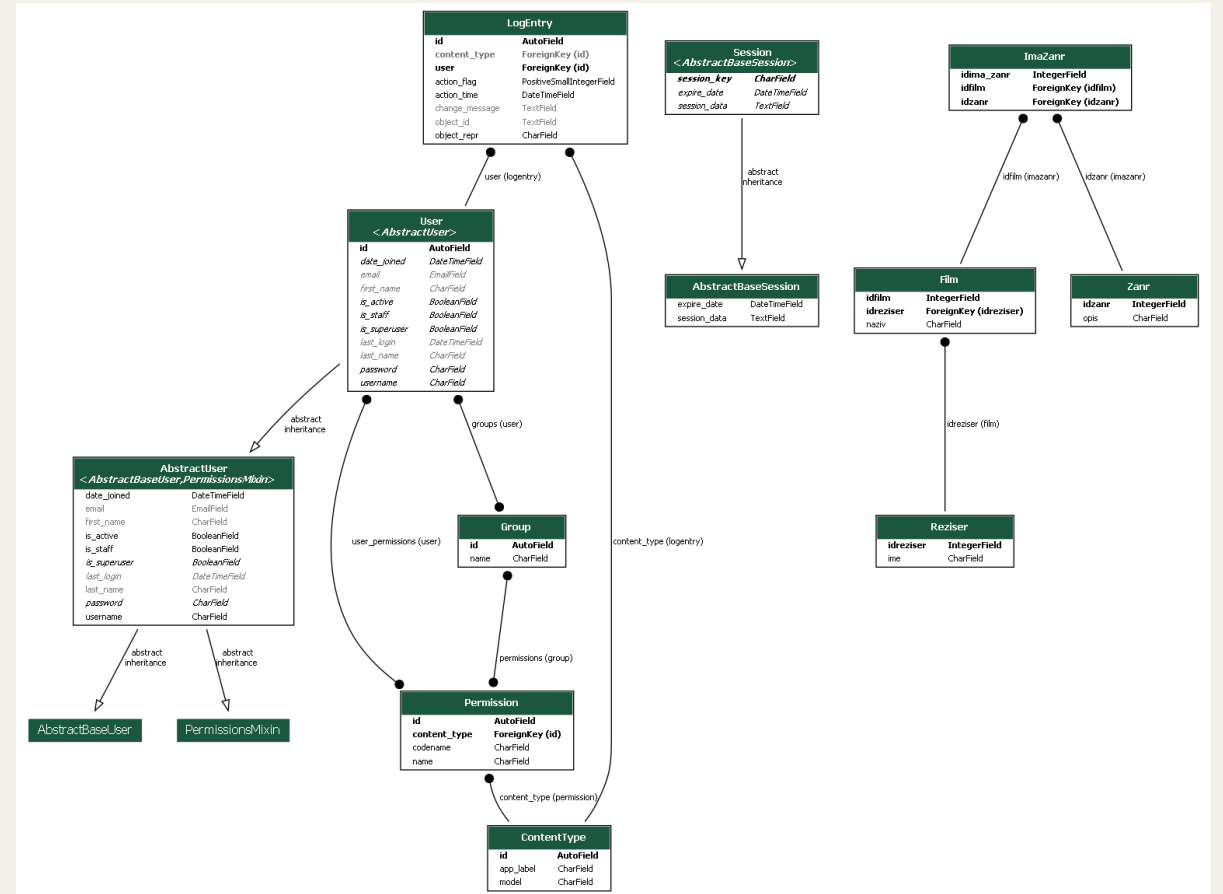 LogEntry
id AutoField
content_type ForeignKey (id)
user ForeignKey (id)
action_flag PositiveSmallIntegerField
action_time DateTimeField
change_message TextField
object_id TextField
object_repr CharField
user (logentry)
User
<AbstractUser>
id AutoField
date_joined DateTimeField
email EmailField
first_name CharField
is_active BooleanField
is_staff BooleanField
is_superuser BooleanField
last_login DateTimeField
last_name CharField
password CharField
username CharField
abstract
inheritance
groups (user)
AbstractUser
<AbstractBaseUser,PermissionsMixin>
date_joined DateTimeField
email EmailField
first_name CharField
is_active BooleanField
is_staff BooleanField
is_superuser BooleanField
last_login DateTimeField
last_name CharField
password CharField
username CharField
abstract
inheritance
abstract
inheritance
AbstractBaseUser
PermissionsMixin
user_permissions (user)
Group
id AutoField
name CharField
content_type (logentry)
permissions (group)
Permission
id AutoField
content_type ForeignKey (id)
codename CharField
name CharField
content_type (permission)
ContentType
id AutoField
app_label CharField
model CharField
Session
<AbstractBaseSession>
session_key CharField
expire_date DateTimeField
session_data TextField
abstract
inheritance
AbstractBaseSession
expire_date DateTimeField
session_data TextField
ImaZanr
idima_zanr IntegerField
idfilm ForeignKey (idfilm)
idzanr ForeignKey (idzanr)
idfilm (imazanr)
idzanr (imazanr)
Film
idfilm IntegerField
idreziser ForeignKey (idreziser)
naziv CharField
Zanr
idzanr IntegerField
opis CharField
idreziser (film)
Reziser
idreziser IntegerField
ime CharField